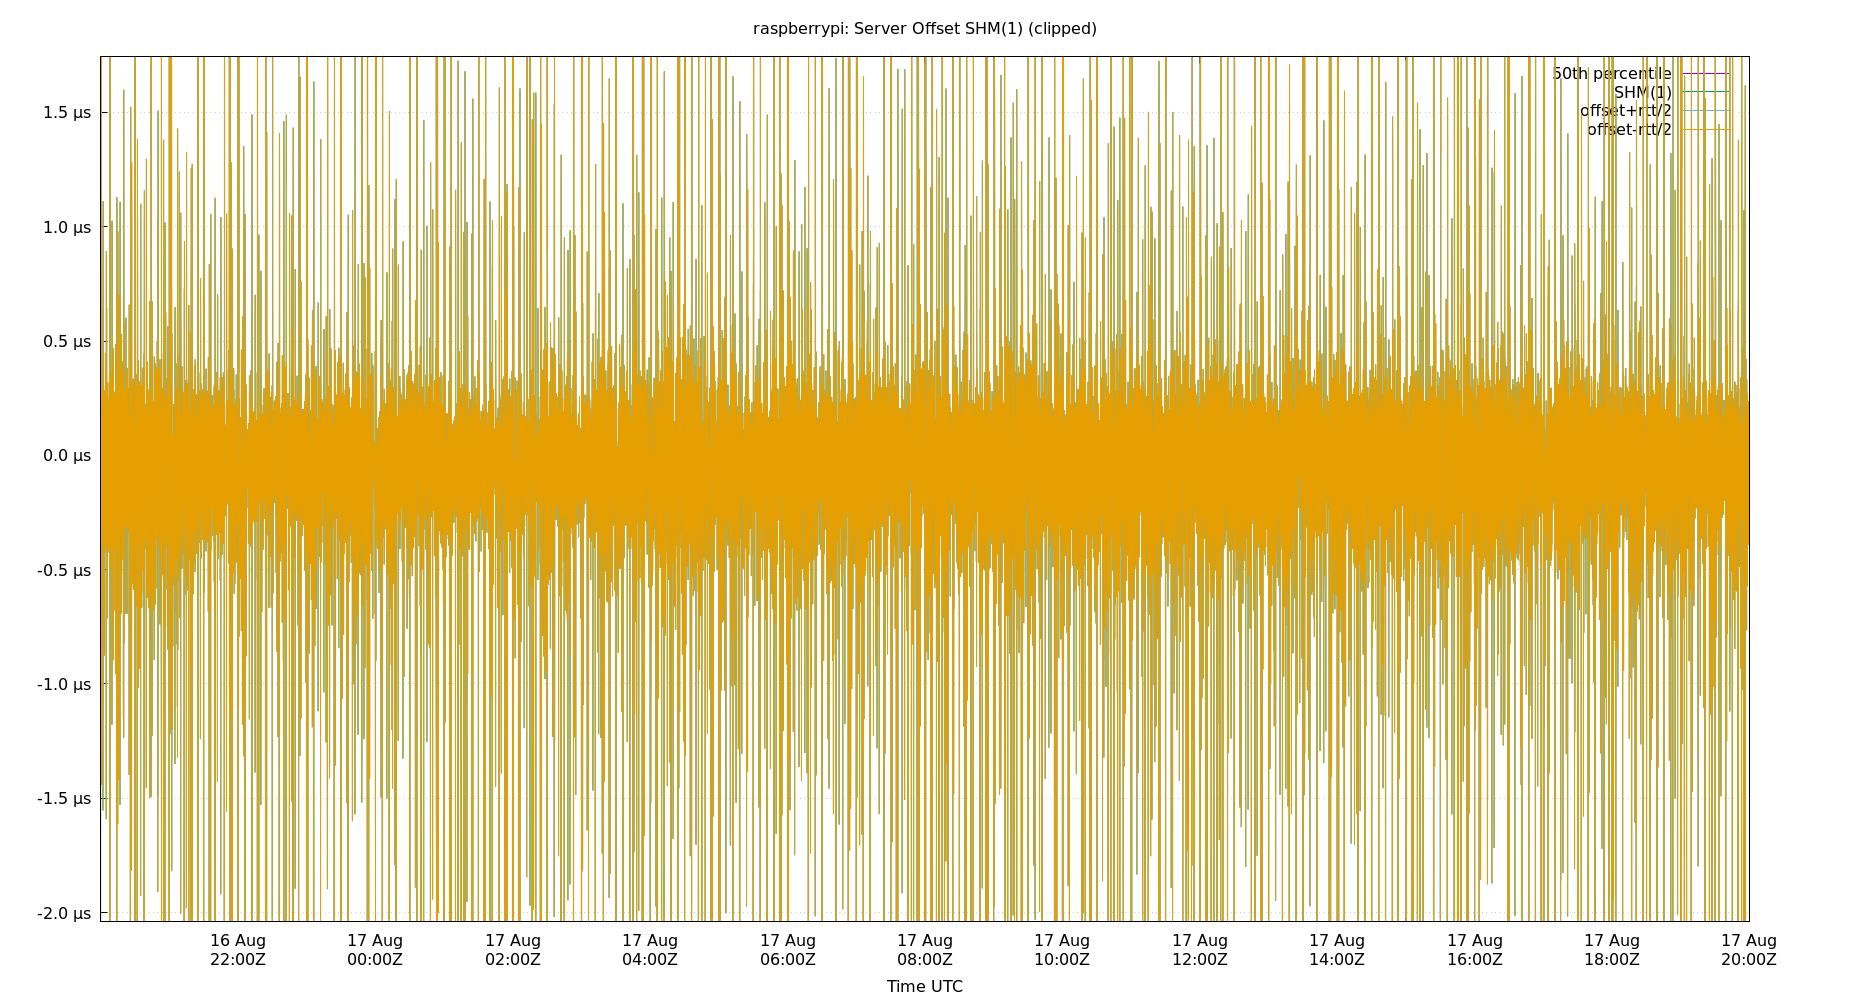 raspberrypi: Server Offset SHM(1) (clipped)
50th percentile
SHM(1)
offset+rtt/2
offset-rtt/2
1.5 µs
1.0 µs
0.5 µs
0.0 µs
-0.5 µs
-1.0 µs
-1.5 µs
-2.0 µs
16 Aug 17 Aug 17 Aug 17 Aug 17 Aug 17 Aug 17 Aug 17 Aug 17 Aug 17 Aug 17 Aug 17 Aug
22:00Z 00:00Z 02:00Z 04:00Z 06:00Z 08:00Z 10:00Z 12:00Z 14:00Z 16:00Z 18:00Z 20:00Z
Time UTC